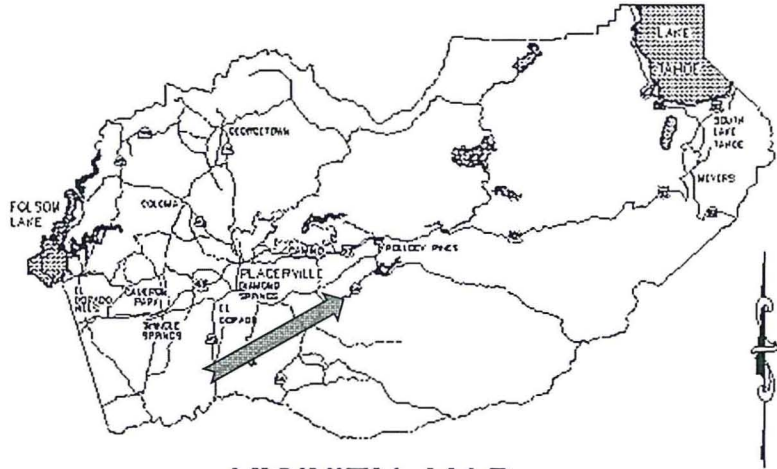 LAKE
TAHOE
SOUTH
LAKE
TAHOE
MEYERS
GEORGETOWN
COLOMA
FOLSOM
LAKE
CAMINO
POLLOCK PINES
PLACERVILLE
DIAMOND
SPRINGS
EL
DORADO
HILLS
CAMERON
PARK
SHINGLE
SPRINGS
EL
DORADO